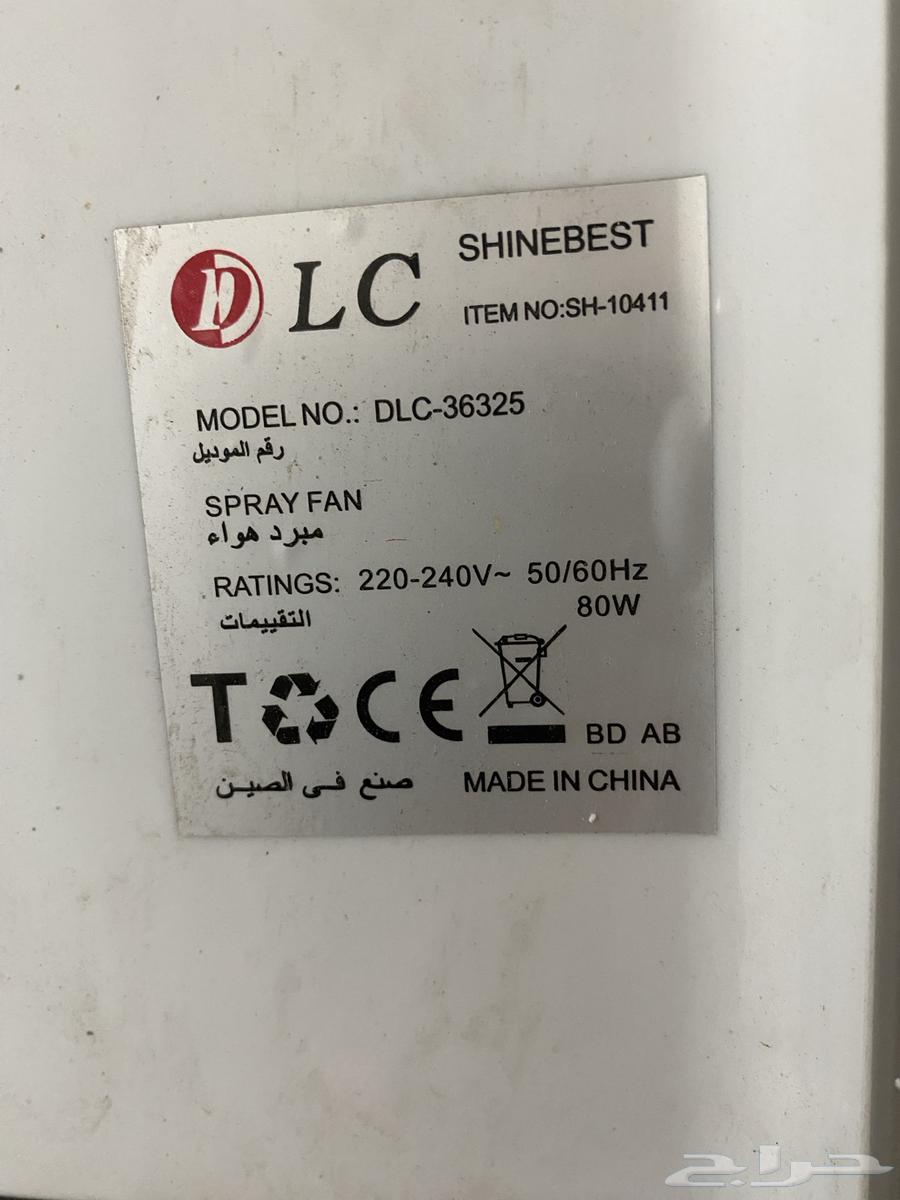 DLC SHINEBEST
ITEM NO:SH-10411
MODEL NO.: DLC-36325
رقم الموديل
SPRAY FAN
مبرد هواء
RATINGS: 220-240V~ 50/60Hz
التقييمات 80W
T CE BD AB
صنع في الصين MADE IN CHINA
حراج